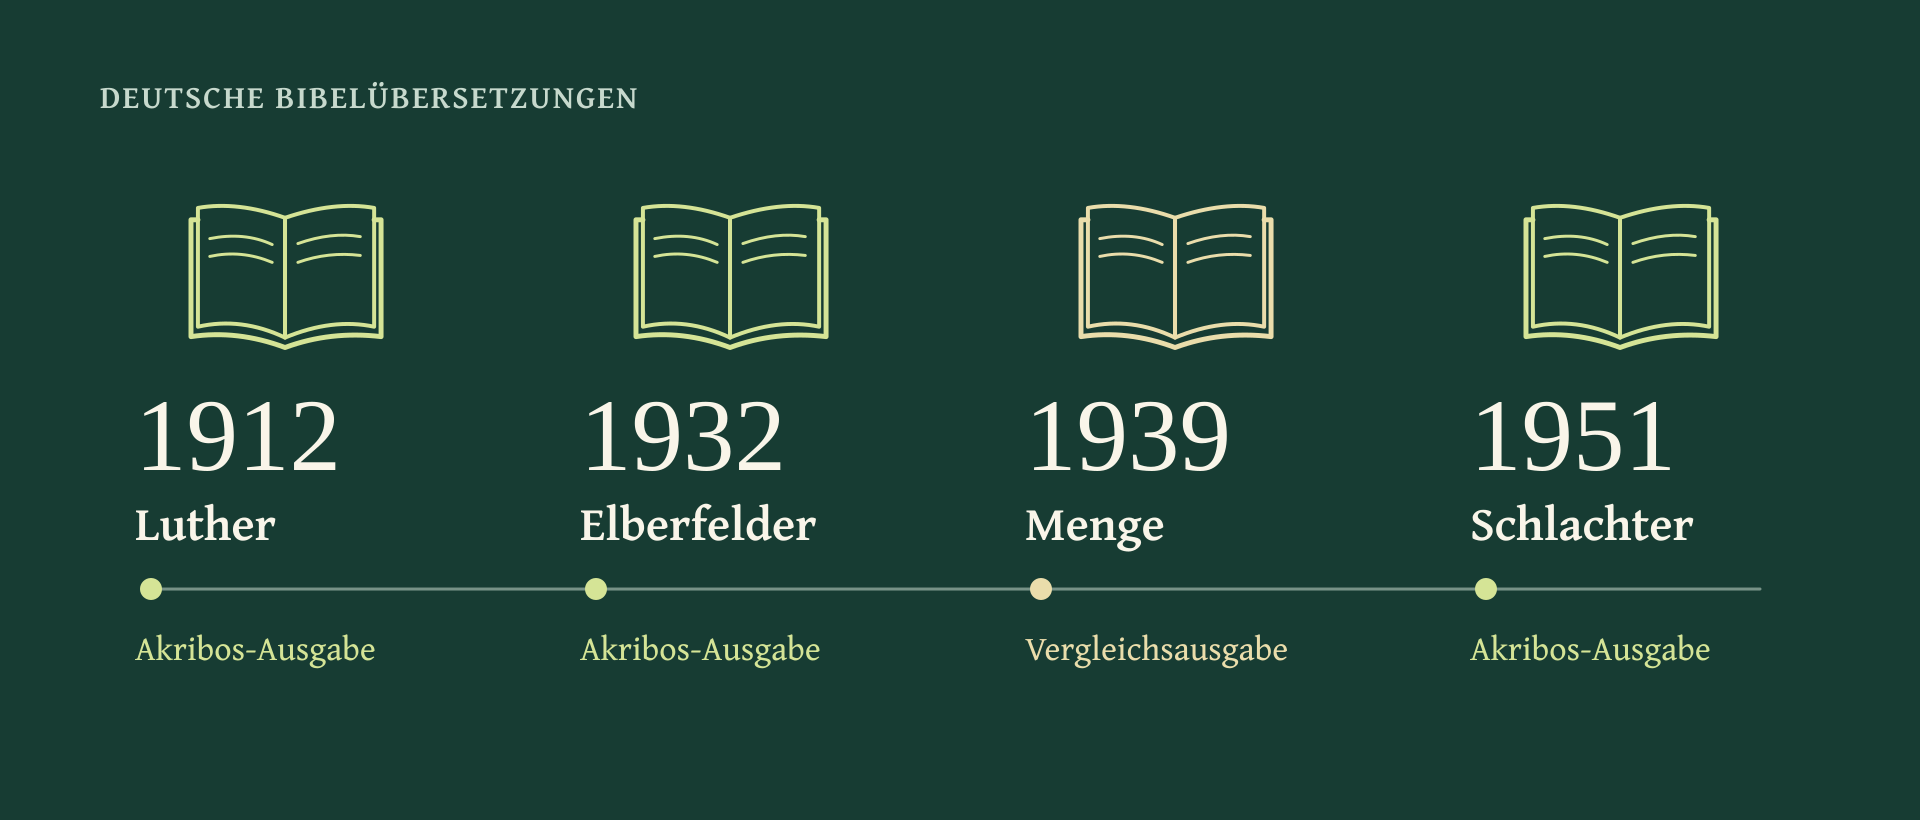 DEUTSCHE BIBELÜBERSETZUNGEN
1912
Luther
Akribos-Ausgabe
1932
Elberfelder
Akribos-Ausgabe
1939
Menge
Vergleichsausgabe
1951
Schlachter
Akribos-Ausgabe